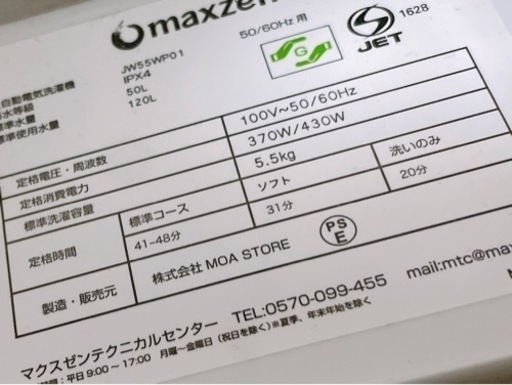 maxzen
50/60Hz 用
G
JET
1628
自動電気洗濯機 JW55WP01
水等級 IPX4
標準水量 50L
標準使用水量 120L
定格電圧・周波数 100V~50/60Hz
定格消費電力 370W/430W
標準洗濯容量 5.5kg
定格時間 標準コース ソフト 洗いのみ
41-48分 31分 20分
製造・販売元 株式会社 MOA STORE
PS
E
マクスゼンテクニカルセンター TEL:0570-099-455 mail:mtc@ma
間:平日9:00~17:00 月曜~金曜日(祝日を除く)※夏季、年末年始を除く